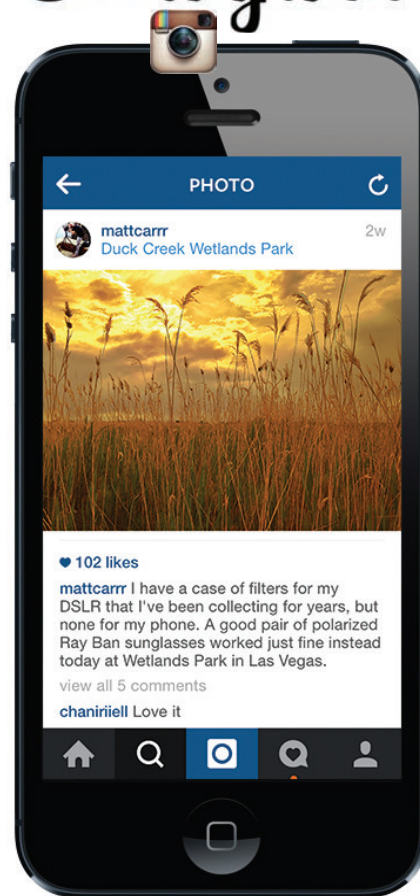 PHOTO
mattcarrr
2w
Duck Creek Wetlands Park
102 likes
mattcarrr I have a case of filters for my
DSLR that I've been collecting for years, but
none for my phone. A good pair of polarized
Ray Ban sunglasses worked just fine instead
today at Wetlands Park in Las Vegas.
view all 5 comments
chaniriiell Love it